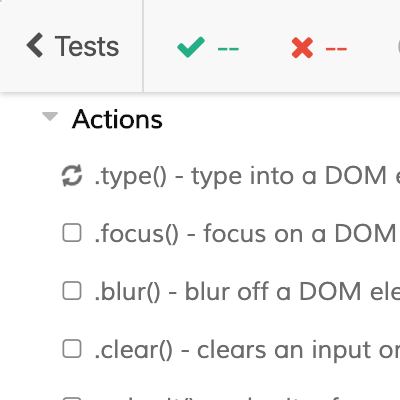 Tests -- --
Actions
.type() - type into a DOM
.focus() - focus on a DOM
.blur() - blur off a DOM ele
.clear() - clears an input or